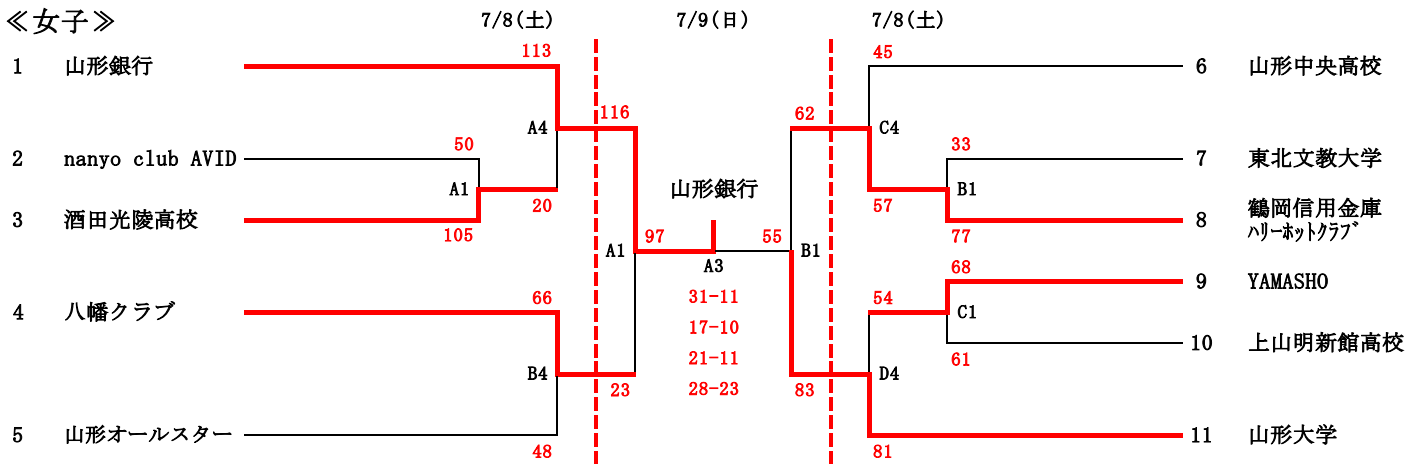 ≪女子≫
7/8(土)
7/9(日)
7/8(土)
1 山形銀行
113
45
6 山形中央高校
116
62
A4
C4
2 nanyo club AVID
50
33
7 東北文教大学
A1
山形銀行
B1
3 酒田光陵高校
20
57
8 鶴岡信用金庫
ﾊﾘｰﾎｯﾄｸﾗﾌﾞ
105
77
A1
97
55
B1
A3
68
9 YAMASHO
31-11
17-10
21-11
28-23
4 八幡クラブ
66
54
C1
10 上山明新館高校
61
B4
D4
23
83
5 山形オールスター
48
81
11 山形大学